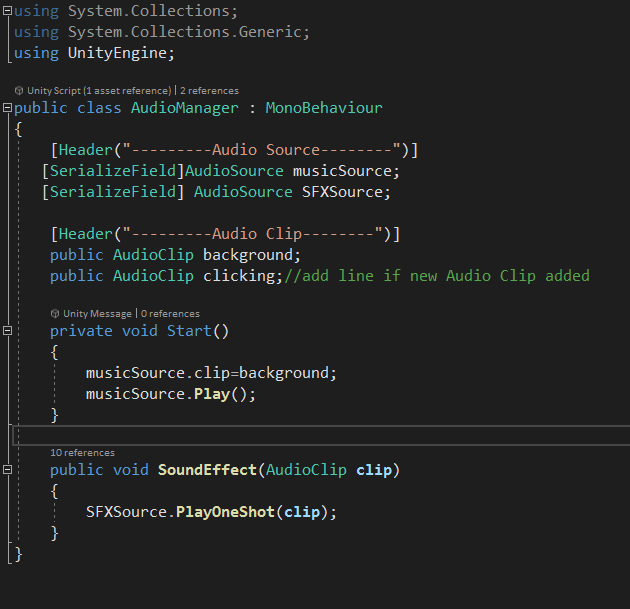 using System.Collections;
using System.Collections.Generic;
using UnityEngine;
Unity Script (1 asset reference) | 2 references
public class AudioManager : MonoBehaviour
{
[Header("---------Audio Source--------")]
[SerializeField]AudioSource musicSource;
[SerializeField] AudioSource SFXSource;
[Header("---------Audio Clip--------")]
public AudioClip background;
public AudioClip clicking;//add line if new Audio Clip added
Unity Message | 0 references
private void Start()
{
musicSource.clip=background;
musicSource.Play();
}
10 references
public void SoundEffect(AudioClip clip)
{
SFXSource.PlayOneShot(clip);
}
}